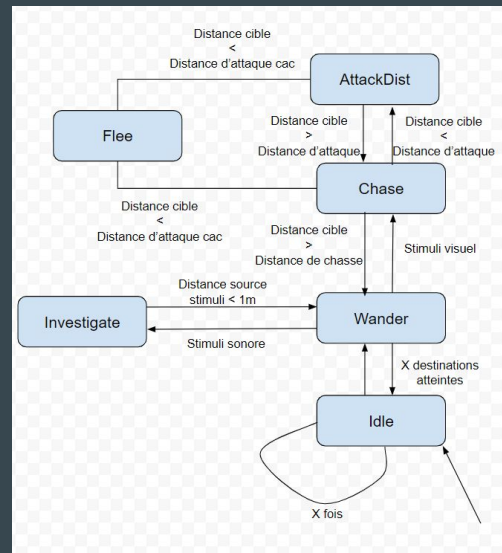 Distance cible
<
Distance d'attaque cac
AttackDist
Flee
Distance cible
>
Distance d'attaque
Distance cible
<
Distance d'attaque
Chase
Distance cible
<
Distance d'attaque cac
Distance cible
>
Distance de chasse
Stimuli visuel
Distance source
stimuli < 1m
Investigate
Wander
Stimuli sonore
X destinations
atteintes
Idle
X fois